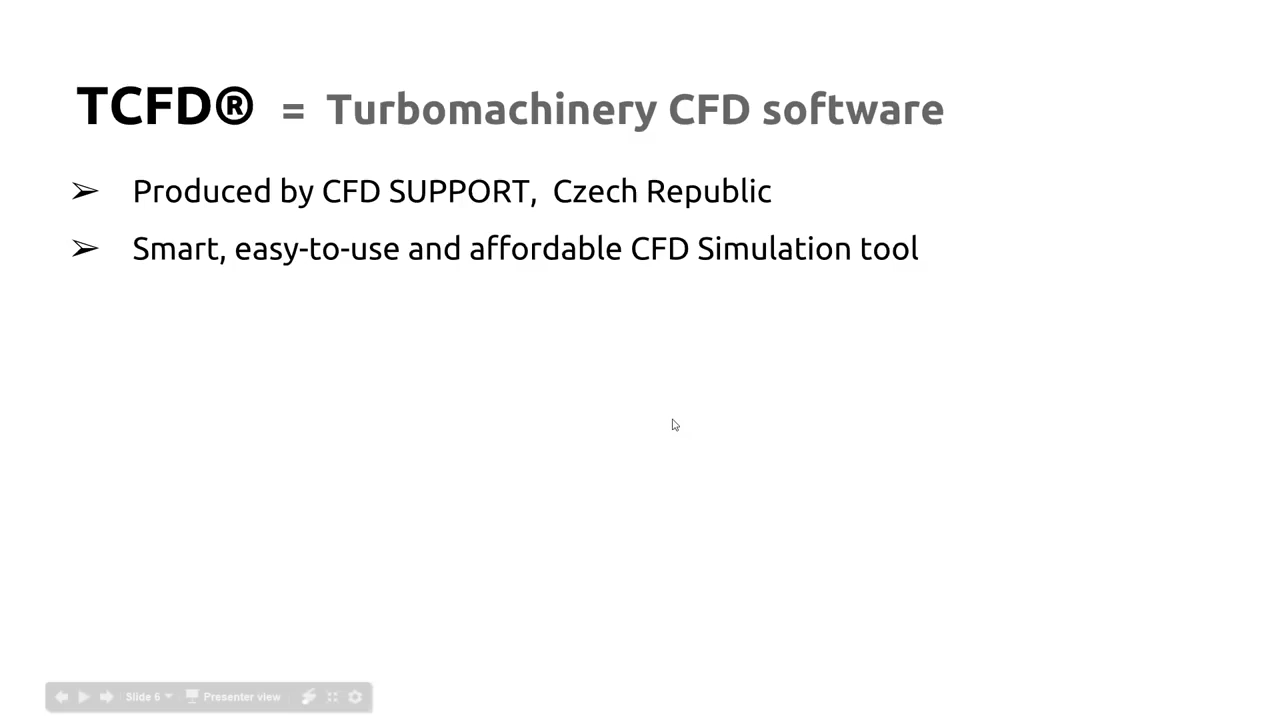 TCFD® = Turbomachinery CFD software
➢ Produced by CFD SUPPORT, Czech Republic
➢ Smart, easy-to-use and affordable CFD Simulation tool
Slide 6 Presenter view